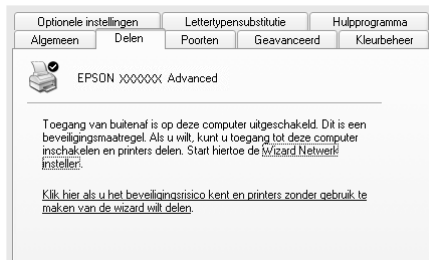 Optionele instellingen Lettertypensubstitutie Hulpprogramma
Algemeen Delen Poorten Geavanceerd Kleurbeheer
EPSON XXXXXX Advanced
Toegang van buitenaf is op deze computer uitgeschakeld. Dit is een
beveiligingsmaatregel. Als u wilt, kunt u toegang tot deze computer
inschakelen en printers delen. Start hiertoe de Wizard Netwerk
instellen.
Klik hier als u het beveiligingsrisico kent en printers zonder gebruik te
maken van de wizard wilt delen.